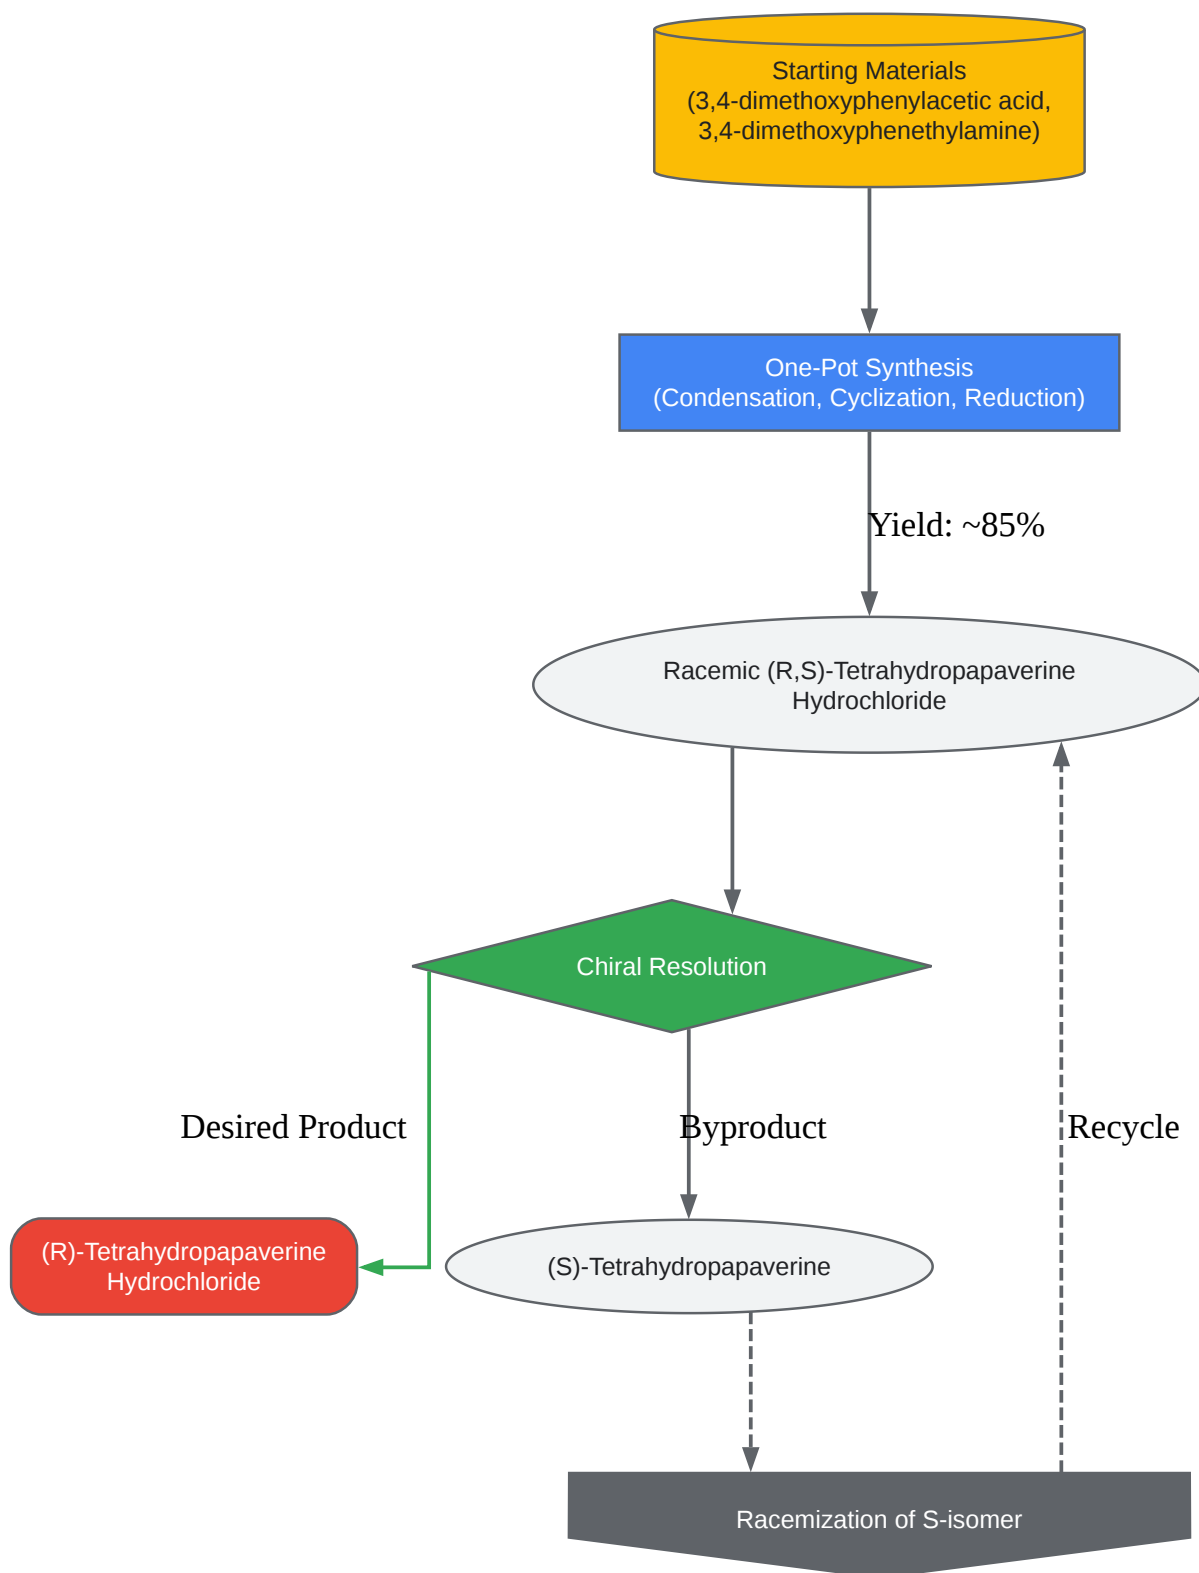 Starting Materials
(3,4-dimethoxyphenylacetic acid,
3,4-dimethoxyphenethylamine)
One-Pot Synthesis
(Condensation, Cyclization, Reduction)
Yield: ~85%
Racemic (R,S)-Tetrahydropapaverine
Hydrochloride
Chiral Resolution
Desired Product
Byproduct
Recycle
(R)-Tetrahydropapaverine
Hydrochloride
(S)-Tetrahydropapaverine
Racemization of S-isomer